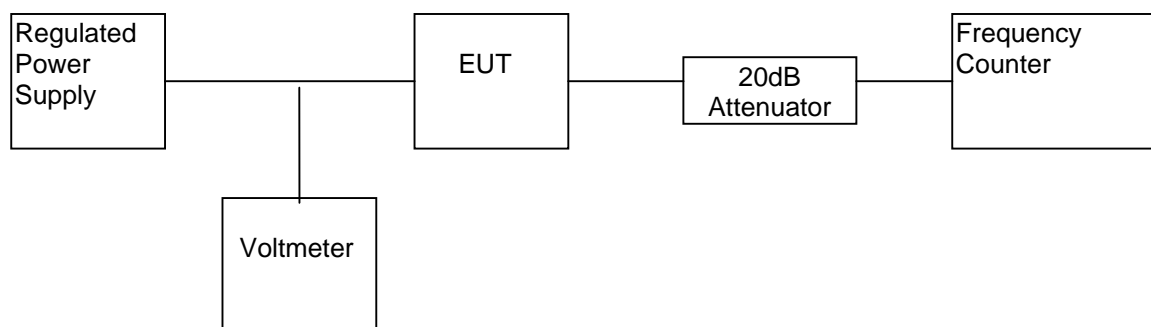 Regulated
Power
Supply
EUT
20dB
Attenuator
Frequency
Counter
Voltmeter